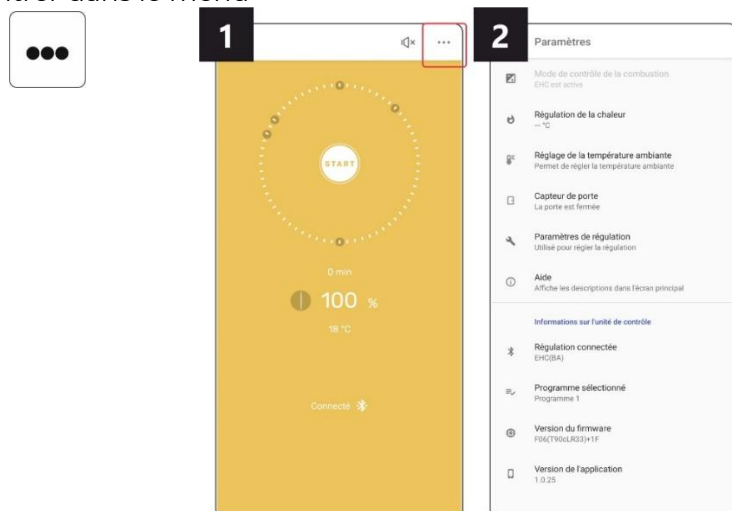 dans le menu
1
START
0 min
100 %
18 °C
Connecté
2
Paramètres
Mode de contrôle de la combustion
EHC est active
Régulation de la chaleur
-- °C
Réglage de la température ambiante
Permet de régler la température ambiante
Capteur de porte
La porte est fermée
Paramètres de régulation
Utilisé pour régler la régulation
Aide
Affiche les descriptions dans l'écran principal
Informations sur l'unité de contrôle
Régulation connectée
EHC(BA)
Programme sélectionné
Programme 1
Version du firmware
F06(T90cLR33)+1F
Version de l'application
1.0.25